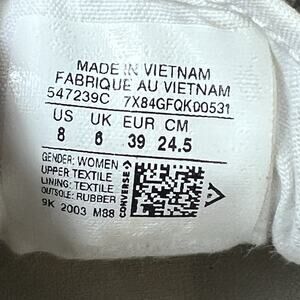 MADE IN VIETNAM
FABRIQUE AU VIETNAM
547239C 7X84GFQK00531
US UK EUR CM
8 6 39 24.5
GENDER: WOMEN
UPPER: TEXTILE
LINING: TEXTILE
OUTSOLE: RUBBER
9K 2003 M88
CONVERSE